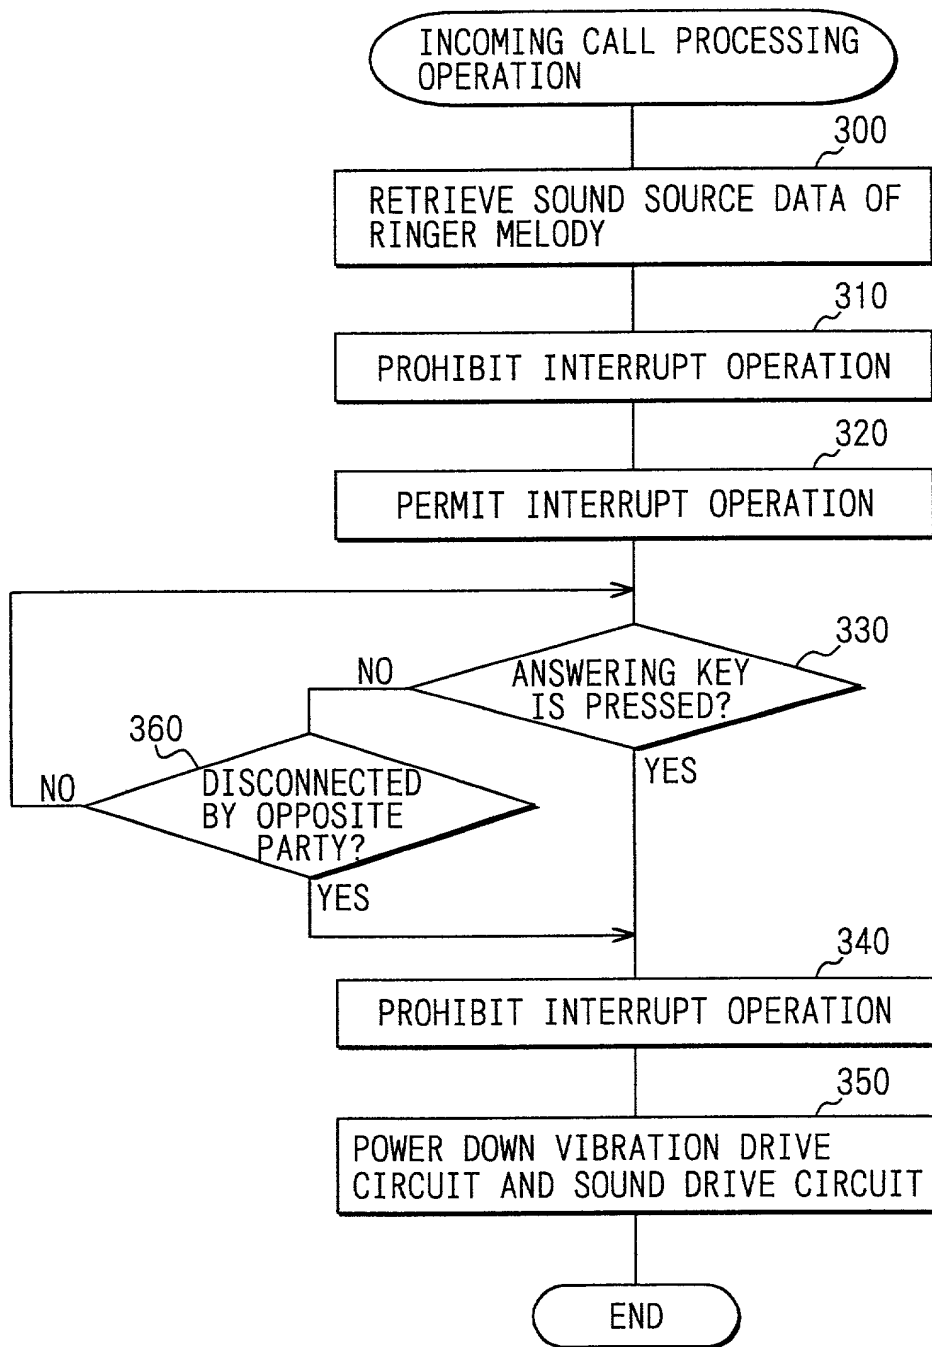 INCOMING CALL PROCESSING
OPERATION
300
RETRIEVE SOUND SOURCE DATA OF
RINGER MELODY
310
PROHIBIT INTERRUPT OPERATION
320
PERMIT INTERRUPT OPERATION
330
ANSWERING KEY
IS PRESSED?
NO
YES
360
DISCONNECTED
BY OPPOSITE
PARTY?
NO
YES
340
PROHIBIT INTERRUPT OPERATION
350
POWER DOWN VIBRATION DRIVE
CIRCUIT AND SOUND DRIVE CIRCUIT
END